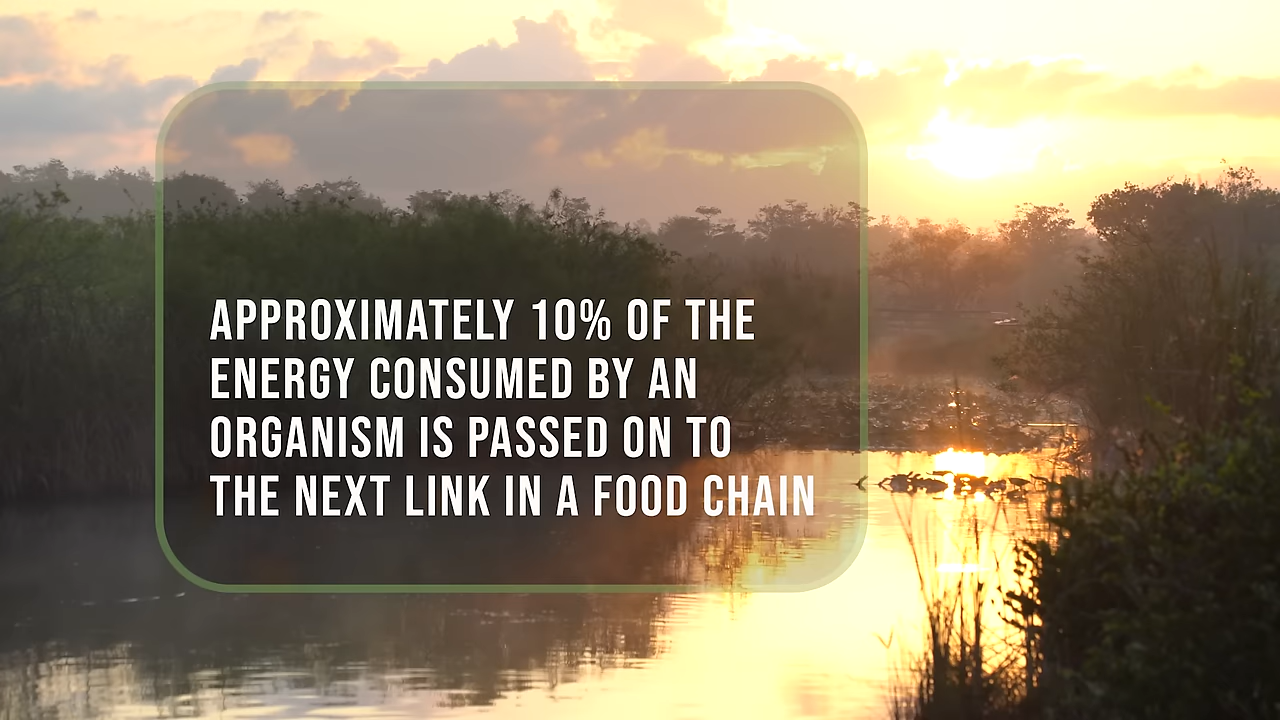 APPROXIMATELY 10% OF THE
ENERGY CONSUMED BY AN
ORGANISM IS PASSED ON TO
THE NEXT LINK IN A FOOD CHAIN